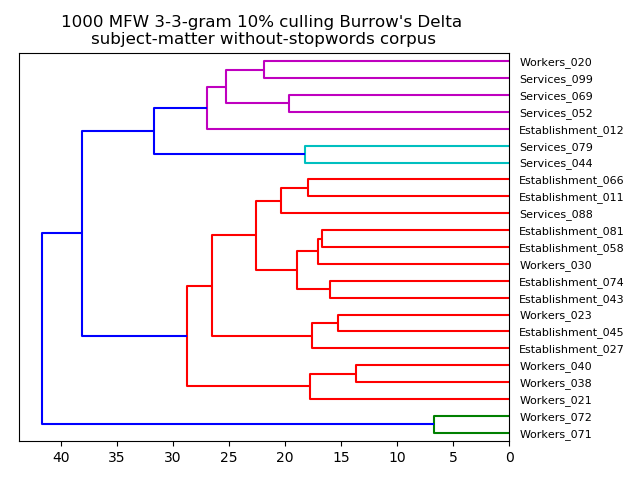 1000 MFW 3-3-gram 10% culling Burrow's Delta
subject-matter without-stopwords corpus
Workers_020
Services_099
Services_069
Services_052
Establishment_012
Services_079
Services_044
Establishment_066
Establishment_011
Services_088
Establishment_081
Establishment_058
Workers_030
Establishment_074
Establishment_043
Workers_023
Establishment_045
Establishment_027
Workers_040
Workers_038
Workers_021
Workers_072
Workers_071
40 35 30 25 20 15 10 5 0